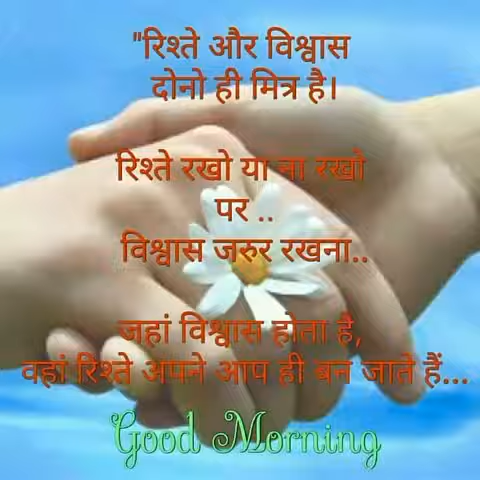 "रिश्ते और विश्वास
दोनो ही मित्र है।
रिश्ते रखो या ना रखो
पर ..
विश्वास जरुर रखना..
जहां विश्वास होता है,
वहां रिश्ते अपने आप ही बन जाते हैं...
Good Morning